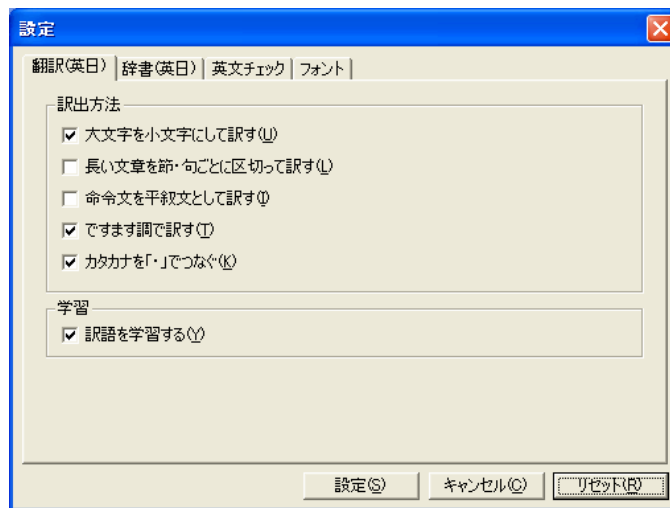 設定
翻訳(英日) 辞書(英日) 英文チェック フォント
訳出方法
大文字を小文字にして訳す(U)
長い文章を節・句ごとに区切って訳す(L)
命令文を平叙文として訳す(I)
ですます調で訳す(T)
カタカナを「・」でつなぐ(K)
学習
訳語を学習する(Y)
設定(S) キャンセル(C) リセット(R)